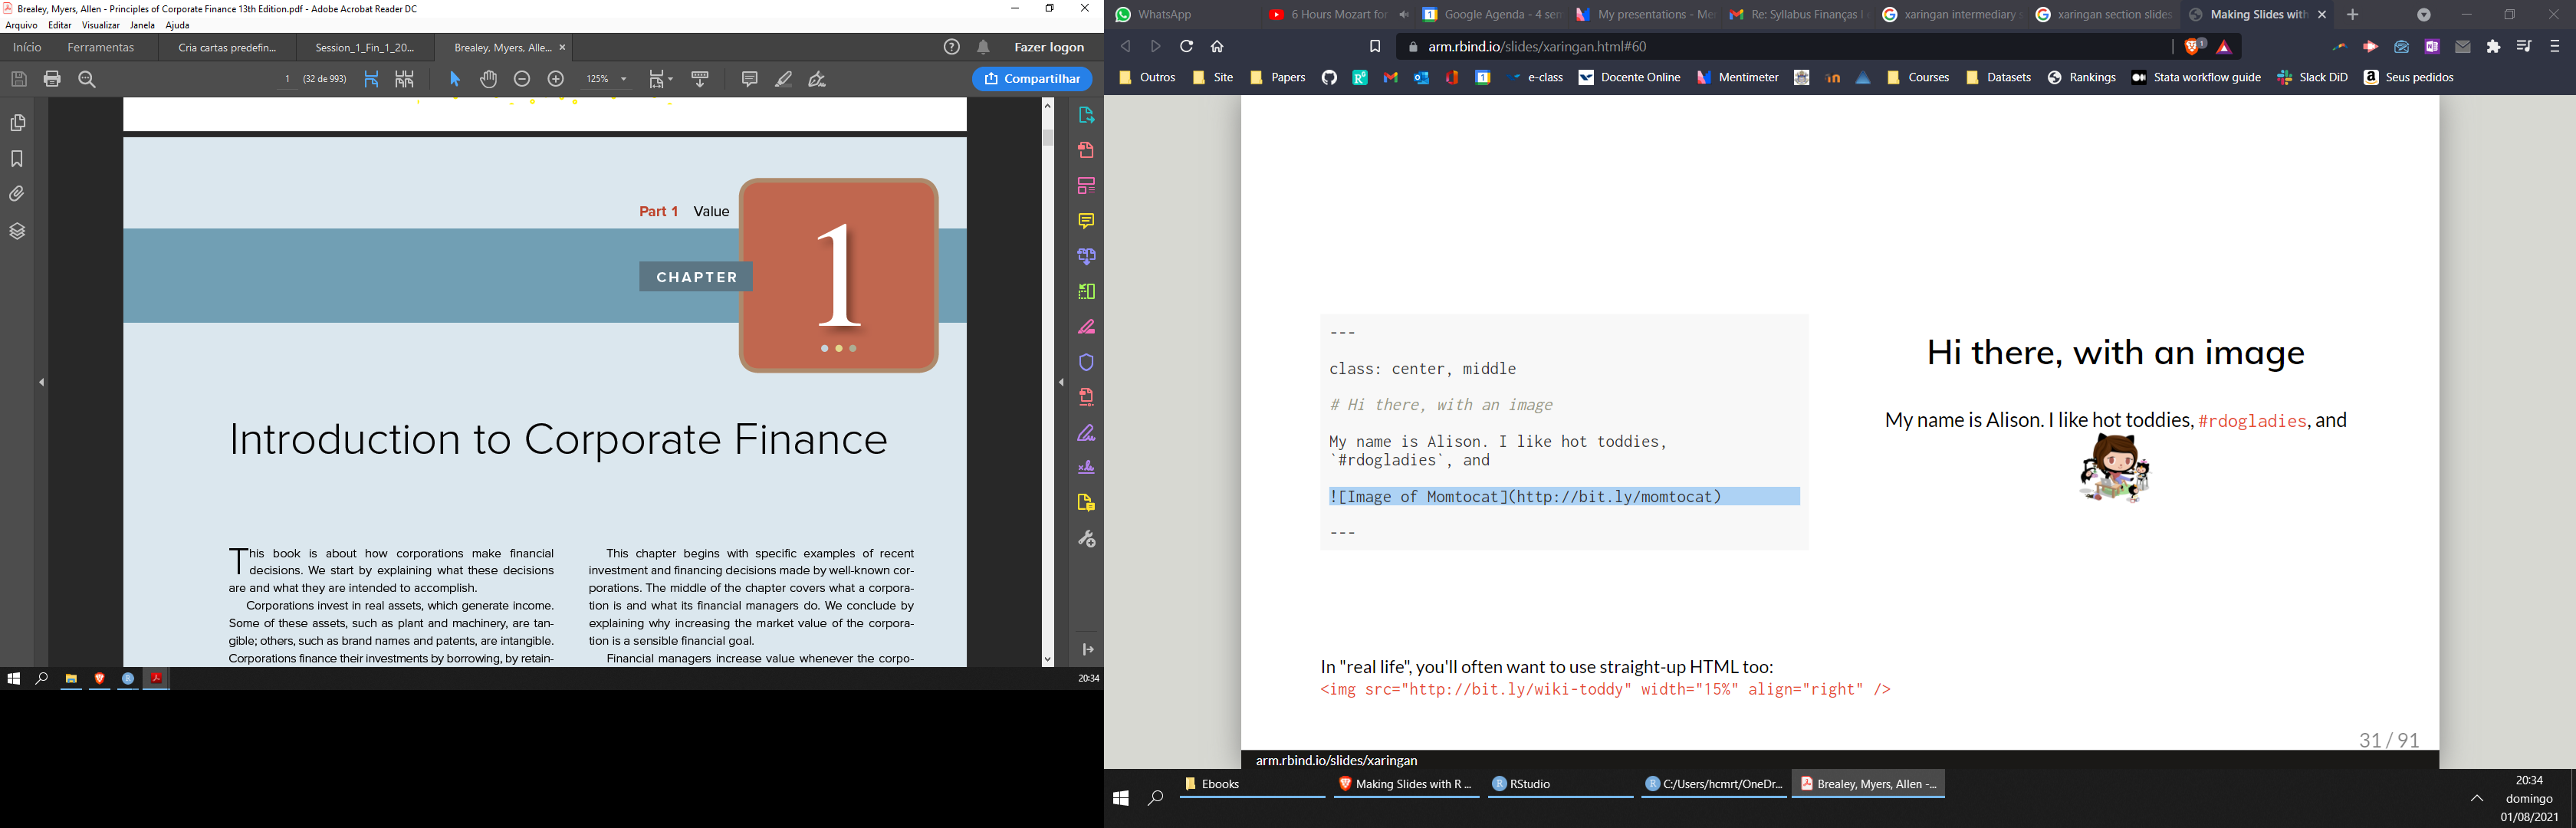 Brealey, Myers, Allen - Principles of Corporate Finance 13th Edition.pdf - Adobe Acrobat Reader DC
Arquivo Editar Visualizar Janela Ajuda
Início Ferramentas Cria cartas predefin... Session_1_Fin_1_20... Brealey, Myers, Alle... ×
Fazer logon
1 (32 de 993) 125% Compartilhar
Part 1 Value
CHAPTER
1
Introduction to Corporate Finance
This book is about how corporations make financial
decisions. We start by explaining what these decisions
are and what they are intended to accomplish.
Corporations invest in real assets, which generate income.
Some of these assets, such as plant and machinery, are tan-
gible; others, such as brand names and patents, are intangible.
Corporations finance their investments by borrowing, by retain-
This chapter begins with specific examples of recent
investment and financing decisions made by well-known cor-
porations. The middle of the chapter covers what a corpora-
tion is and what its financial managers do. We conclude by
explaining why increasing the market value of the corpora-
tion is a sensible financial goal.
Financial managers increase value whenever the corpo-
20:34
WhatsApp 6 Hours Mozart for Google Agenda - 4 sem My presentations - Me Re: Syllabus Finanças I xaringan intermediary s xaringan section slides Making Slides with
arm.rbind.io/slides/xaringan.html#60
Outros Site Papers e-class Docente Online Mentimeter Courses Datasets Rankings Stata workflow guide Slack DiD Seus pedidos
---
class: center, middle
# Hi there, with an image
My name is Alison. I like hot toddies,
`#rdogladies`, and
![Image of Momtocat](http://bit.ly/momtocat)
---
Hi there, with an image
My name is Alison. I like hot toddies, #rdogladies, and
In "real life", you'll often want to use straight-up HTML too:
<img src="http://bit.ly/wiki-toddy" width="15%" align="right" />
31 / 91
arm.rbind.io/slides/xaringan
Ebooks Making Slides with R ... RStudio C:/Users/hcmrt/OneDr... Brealey, Myers, Allen -...
20:34
domingo
01/08/2021